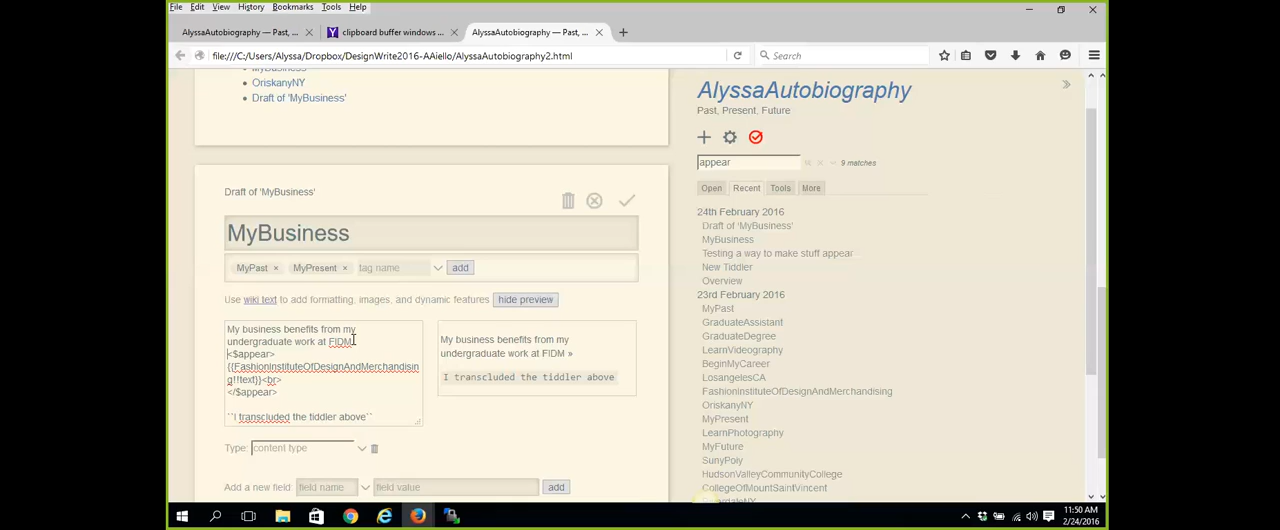 File Edit View History Bookmarks Tools Help
AlyssaAutobiography — Past, ...
clipboard buffer windows ...
AlyssaAutobiography — Past, ...
file:///C:/Users/Alyssa/Dropbox/DesignWrite2016-AAiello/AlyssaAutobiography2.html
Search
MyBusiness
OriskanyNY
Draft of 'MyBusiness'
Draft of 'MyBusiness'
MyBusiness
MyPast × MyPresent × tag name add
Use wiki text to add formatting, images, and dynamic features hide preview
My business benefits from my
undergraduate work at FIDM
<$appear>
{{FashionInstituteOfDesignAndMerchandisin
g!!text}}<br>
</$appear>
``I transcluded the tiddler above``
My business benefits from my
undergraduate work at FIDM »
I transcluded the tiddler above
Type: content type
Add a new field: field name field value add
AlyssaAutobiography
Past, Present, Future
appear
9 matches
Open Recent Tools More
24th February 2016
Draft of 'MyBusiness'
MyBusiness
Testing a way to make stuff appear
New Tiddler
Overview
23rd February 2016
MyPast
GraduateAssistant
GraduateDegree
LearnVideography
BeginMyCareer
LosangelesCA
FashionInstituteOfDesignAndMerchandising
OriskanyNY
MyPresent
LearnPhotography
MyFuture
SunyPoly
HudsonValleyCommunityCollege
CollegeOfMountSaintVincent
11:50 AM
2/24/2016